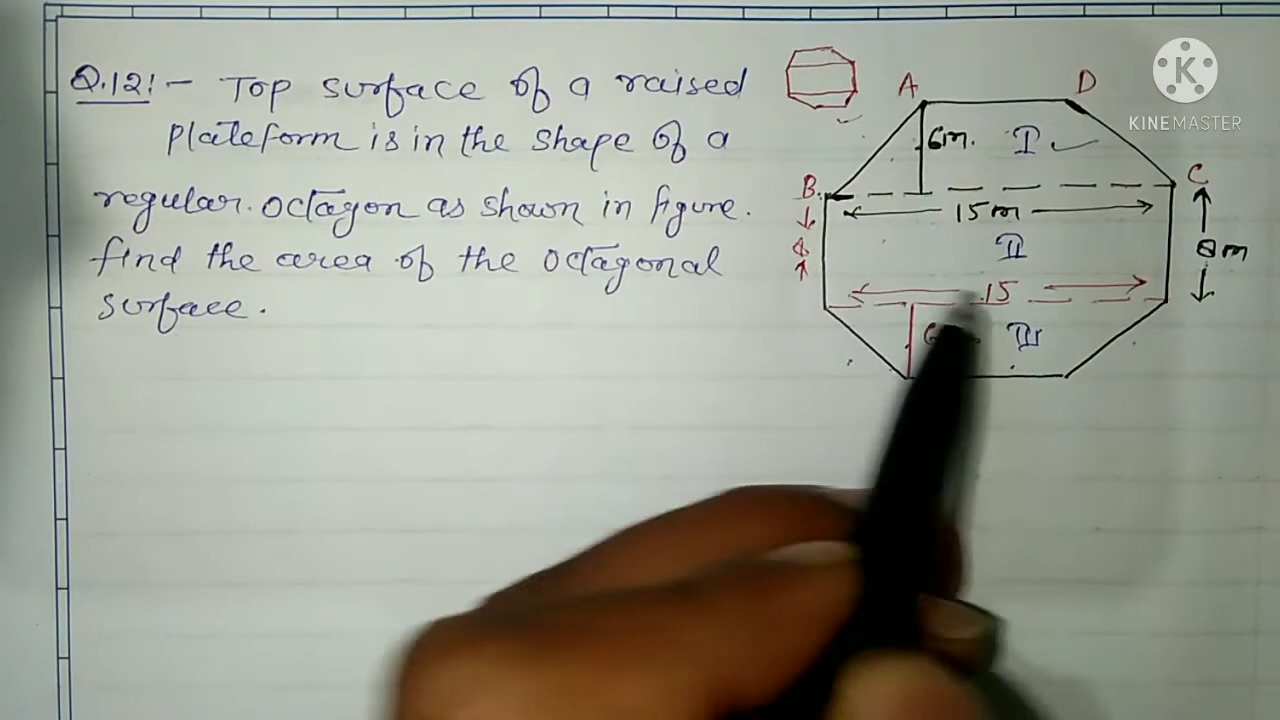 Q.12:- Top surface of a raised
plateform is in the shape of a
regular octagon as shown in figure.
find the area of the octagonal
surface.
A D
6m. I
B. C
15m
8 8m
II
15
III
K
KINEMASTER